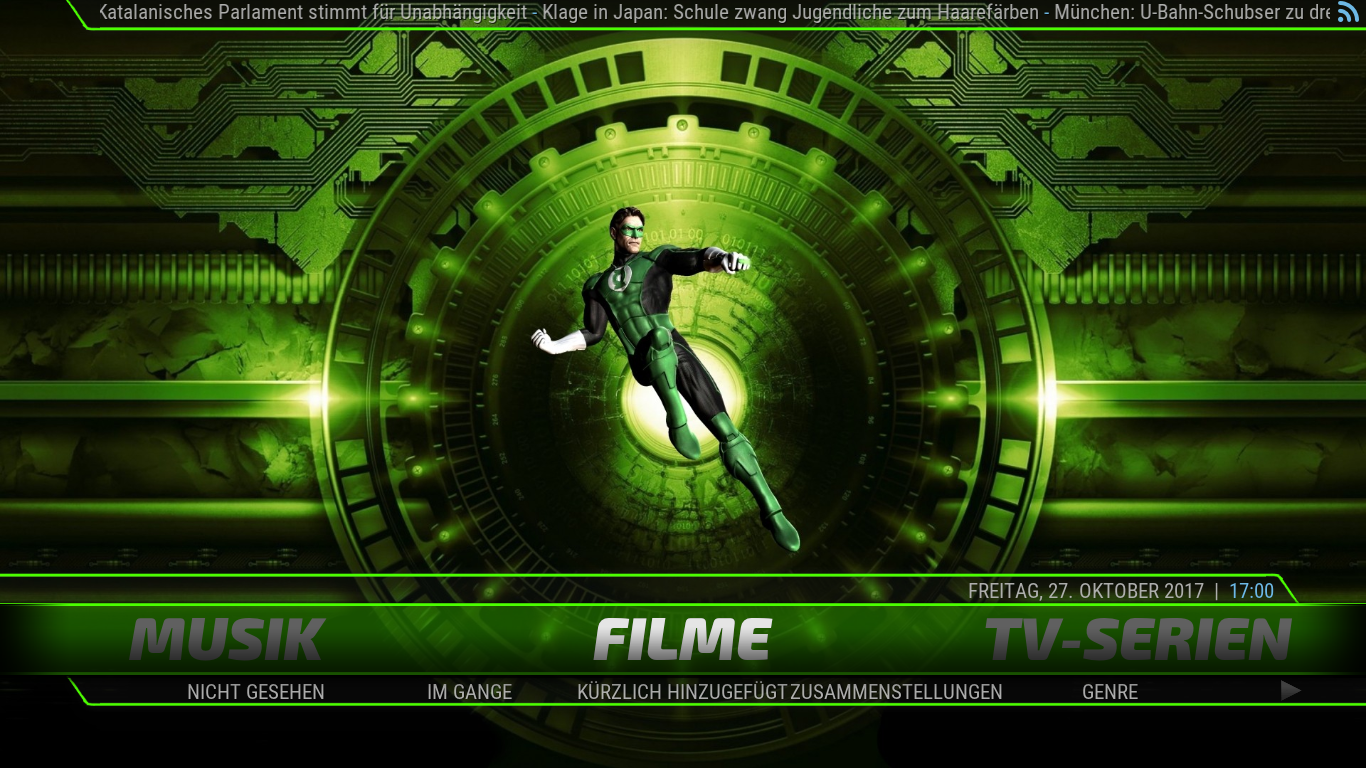 Katalanisches Parlament stimmt für Unabhängigkeit - Klage in Japan: Schule zwang Jugendliche zum Haarefärben - München: U-Bahn-Schubser zu
FREITAG, 27. OKTOBER 2017 | 17:00
MUSIK FILME TV-SERIEN
NICHT GESEHEN IM GANGE KÜRZLICH HINZUGEFÜGT ZUSAMMENSTELLUNGEN GENRE